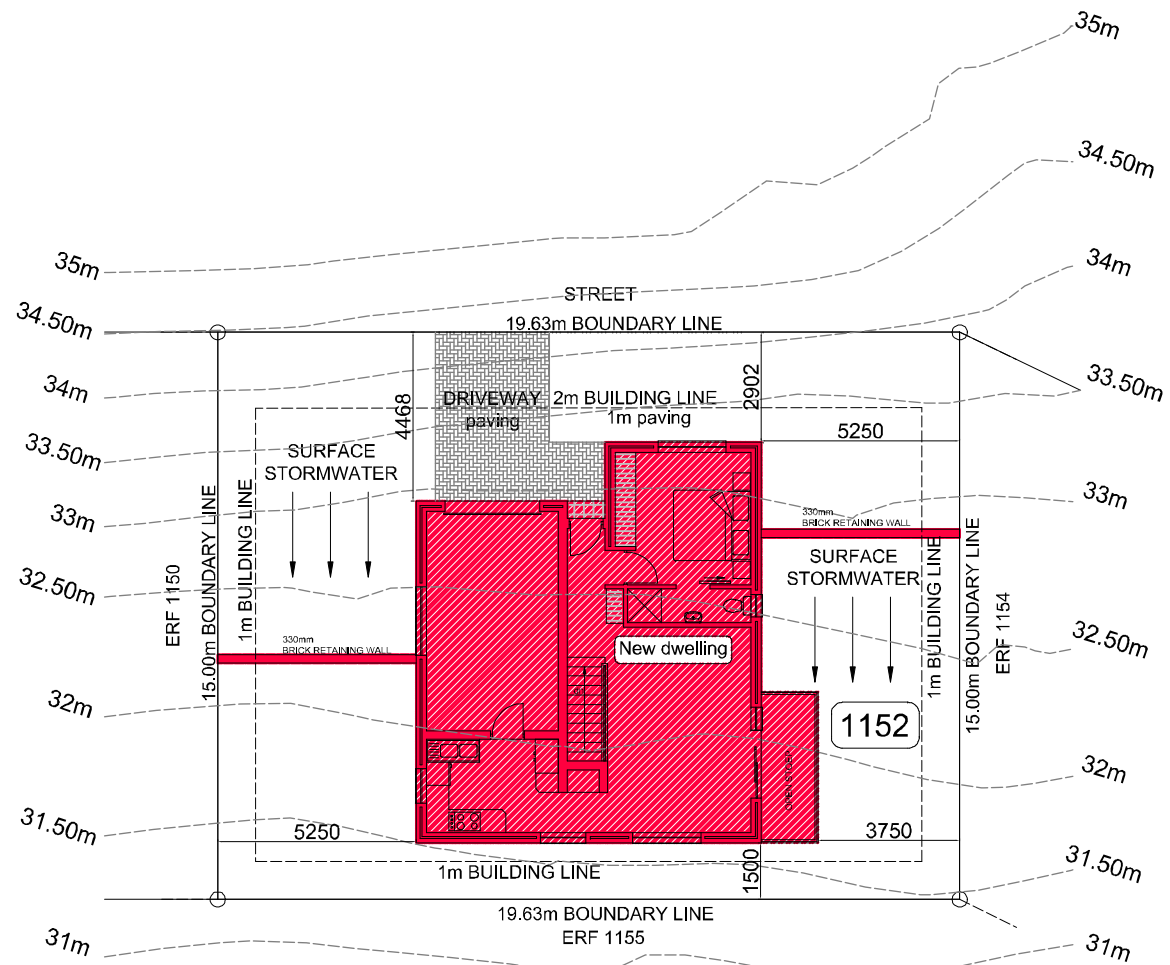 35m
34.50m
35m
34m
STREET
34.50m
19.63m BOUNDARY LINE
34m
33.50m
4468
2902
DRIVEWAY
paving
2m BUILDING LINE
1m paving
5250
33.50m
SURFACE
STORMWATER
33m
33m
330mm
BRICK RETAINING WALL
15.00m BOUNDARY LINE
1m BUILDING LINE
ERF 1150
SURFACE
STORMWATER
32.50m
1m BUILDING LINE
15.00m BOUNDARY LINE
ERF 1154
330mm
BRICK RETAINING WALL
New dwelling
32.50m
32m
1152
32m
OPEN STOEP
31.50m
5250
3750
1500
1m BUILDING LINE
31.50m
19.63m BOUNDARY LINE
ERF 1155
31m
31m